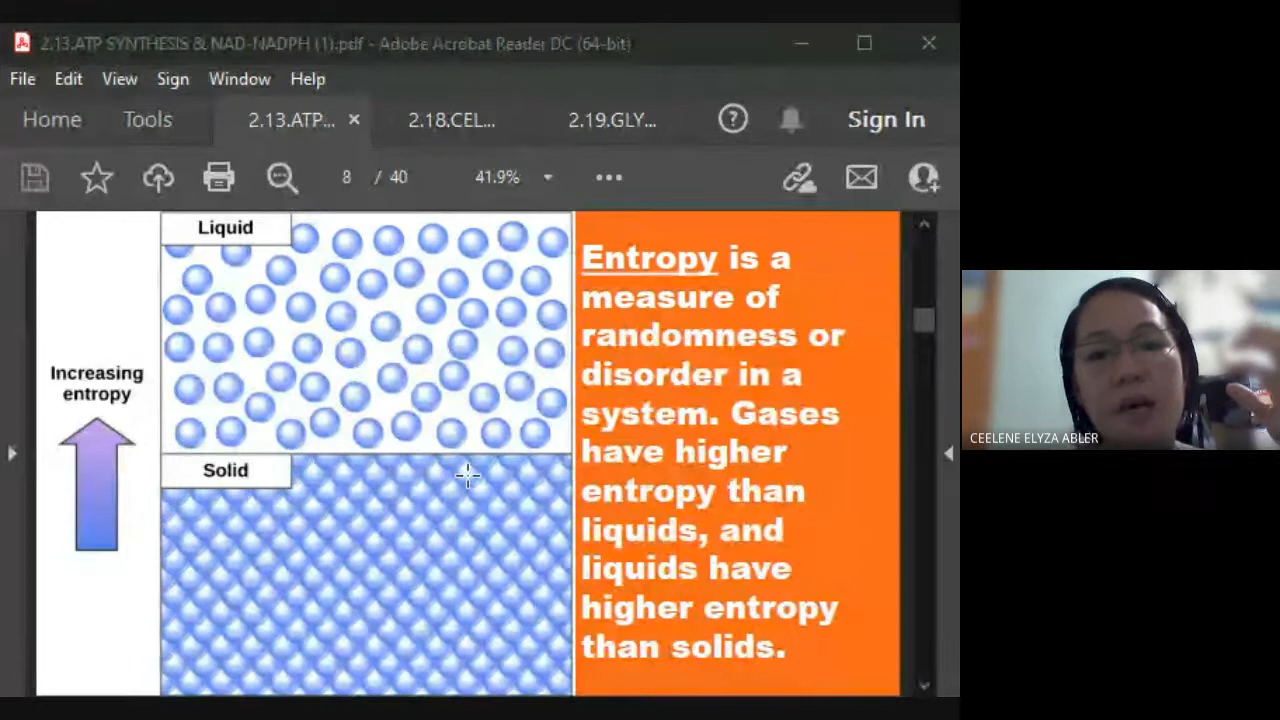 2.13.ATP SYNTHESIS & NAD-NADPH (1).pdf - Adobe Acrobat Reader DC (64-bit)
File Edit View Sign Window Help
Home Tools 2.13.ATP... 2.18.CEL... 2.19.GLY... Sign In
8 / 40 41.9%
Liquid
Increasing
entropy
Solid
Entropy is a
measure of
randomness or
disorder in a
system. Gases
have higher
entropy than
liquids, and
liquids have
higher entropy
than solids.
CEELENE ELYZA ABLER